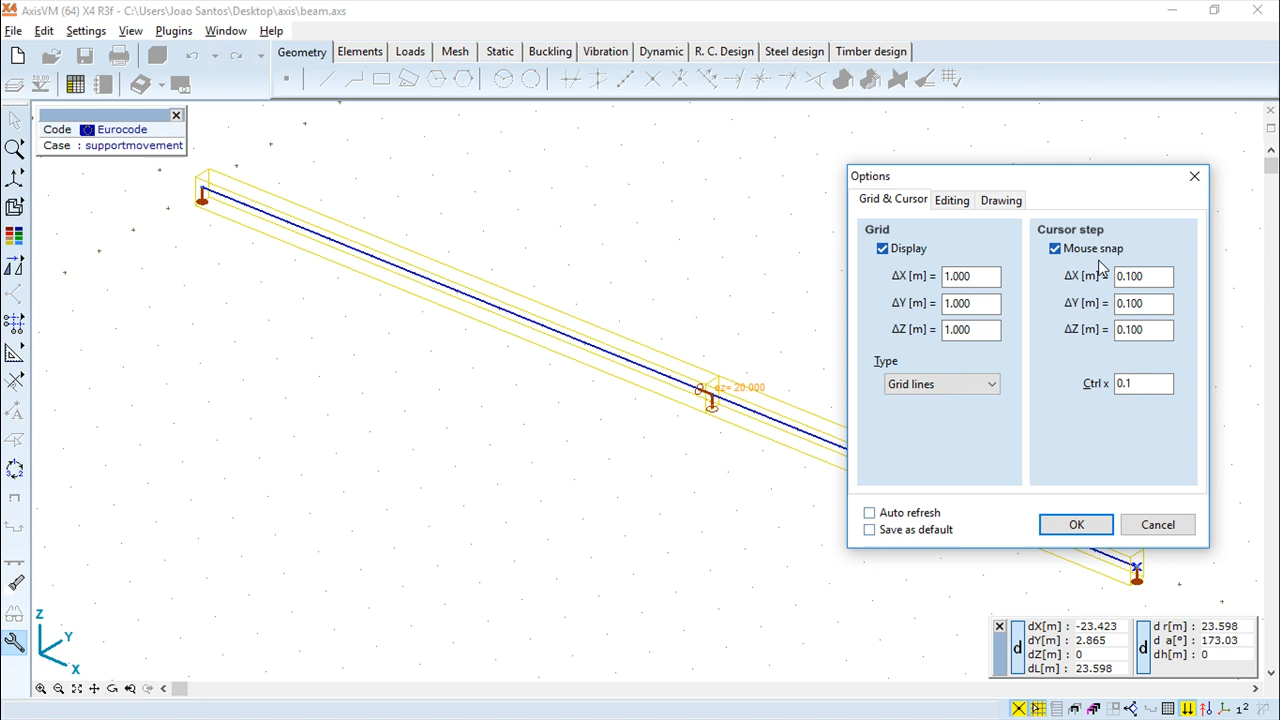 AxisVM (64) X4 R3f - C:\Users\Joao Santos\Desktop\axis\beam.axs
File Edit Settings View Plugins Window Help
Geometry Elements Loads Mesh Static Buckling Vibration Dynamic R. C. Design Steel design Timber design
Code Eurocode
Case : supportmovement
ez= 20.000
Options
Grid & Cursor Editing Drawing
Grid
Display
ΔX [m] = 1.000
ΔY [m] = 1.000
ΔZ [m] = 1.000
Type
Grid lines
Cursor step
Mouse snap
ΔX [m] = 0.100
ΔY [m] = 0.100
ΔZ [m] = 0.100
Ctrl x 0.1
Auto refresh
Save as default
OK Cancel
Z
Y
X
d
dX[m] : -23.423
dY[m] : 2.865
dZ[m] : 0
dL[m] : 23.598
d
d r[m] : 23.598
d a[°] : 173.03
dh[m] : 0